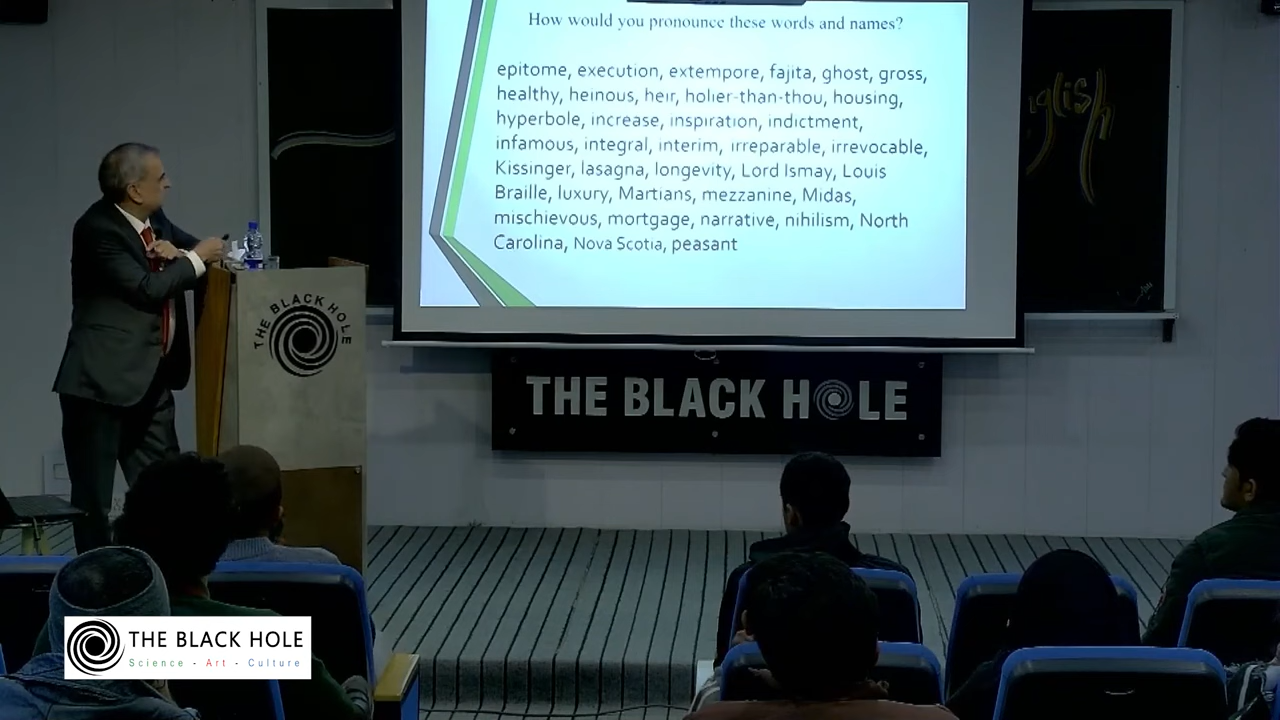 How would you pronounce these words and names?
epitome, execution, extempore, fajita, ghost, gross,
healthy, heinous, heir, holier-than-thou, housing,
hyperbole, increase, inspiration, indictment,
infamous, integral, interim, irreparable, irrevocable,
Kissinger, lasagna, longevity, Lord Ismay, Louis
Braille, luxury, Martians, mezzanine, Midas,
mischievous, mortgage, narrative, nihilism, North
Carolina, Nova Scotia, peasant
glish
THE BLACK HOLE
THE BLACK HOLE
THE BLACK HOLE
Science - Art - Culture